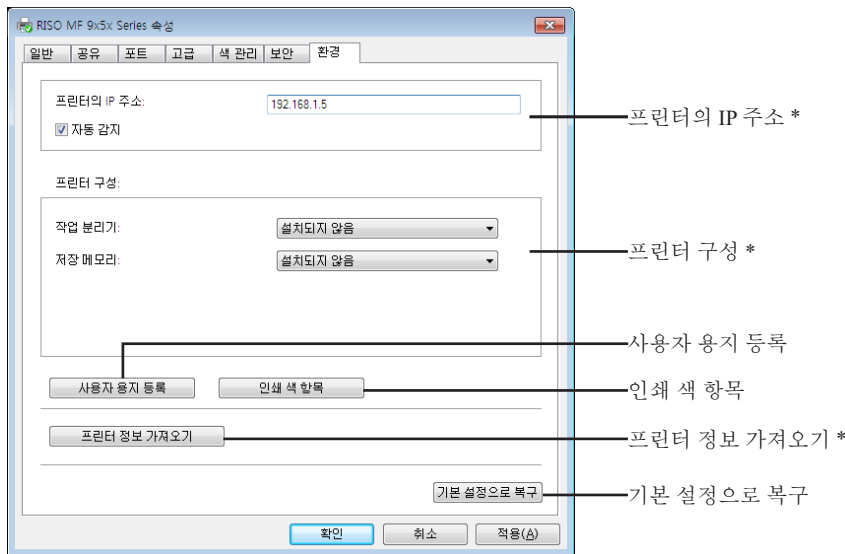 RISO MF 9x5x Series 속성
일반 공유 포트 고급 색 관리 보안 환경
프린터의 IP 주소: 192.168.1.5
자동 감지
프린터의 IP 주소 *
프린터 구성:
작업 분리기: 설치되지 않음
저장 메모리: 설치되지 않음
프린터 구성 *
사용자 용지 등록
사용자 용지 등록 인쇄 색 항목
인쇄 색 항목
프린터 정보 가져오기
프린터 정보 가져오기 *
기본 설정으로 복구
기본 설정으로 복구
확인 취소 적용(A)